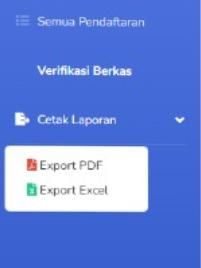 Semua Pendaftaran
Verifikasi Berkas
Cetak Laporan
Export PDF
Export Excel